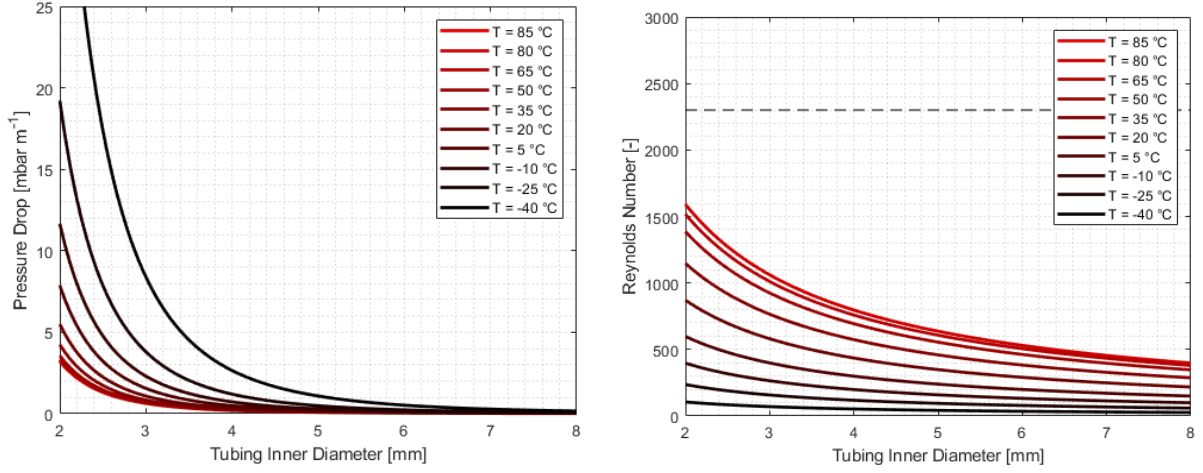 25
20
15
10
5
0
2
3
4
5
6
7
8
Pressure Drop [mbar m⁻¹]
Tubing Inner Diameter [mm]
T = 85 °C
T = 80 °C
T = 65 °C
T = 50 °C
T = 35 °C
T = 20 °C
T = 5 °C
T = -10 °C
T = -25 °C
T = -40 °C
3000
2500
2000
1500
1000
500
0
2
3
4
5
6
7
8
Reynolds Number [-]
Tubing Inner Diameter [mm]
T = 85 °C
T = 80 °C
T = 65 °C
T = 50 °C
T = 35 °C
T = 20 °C
T = 5 °C
T = -10 °C
T = -25 °C
T = -40 °C